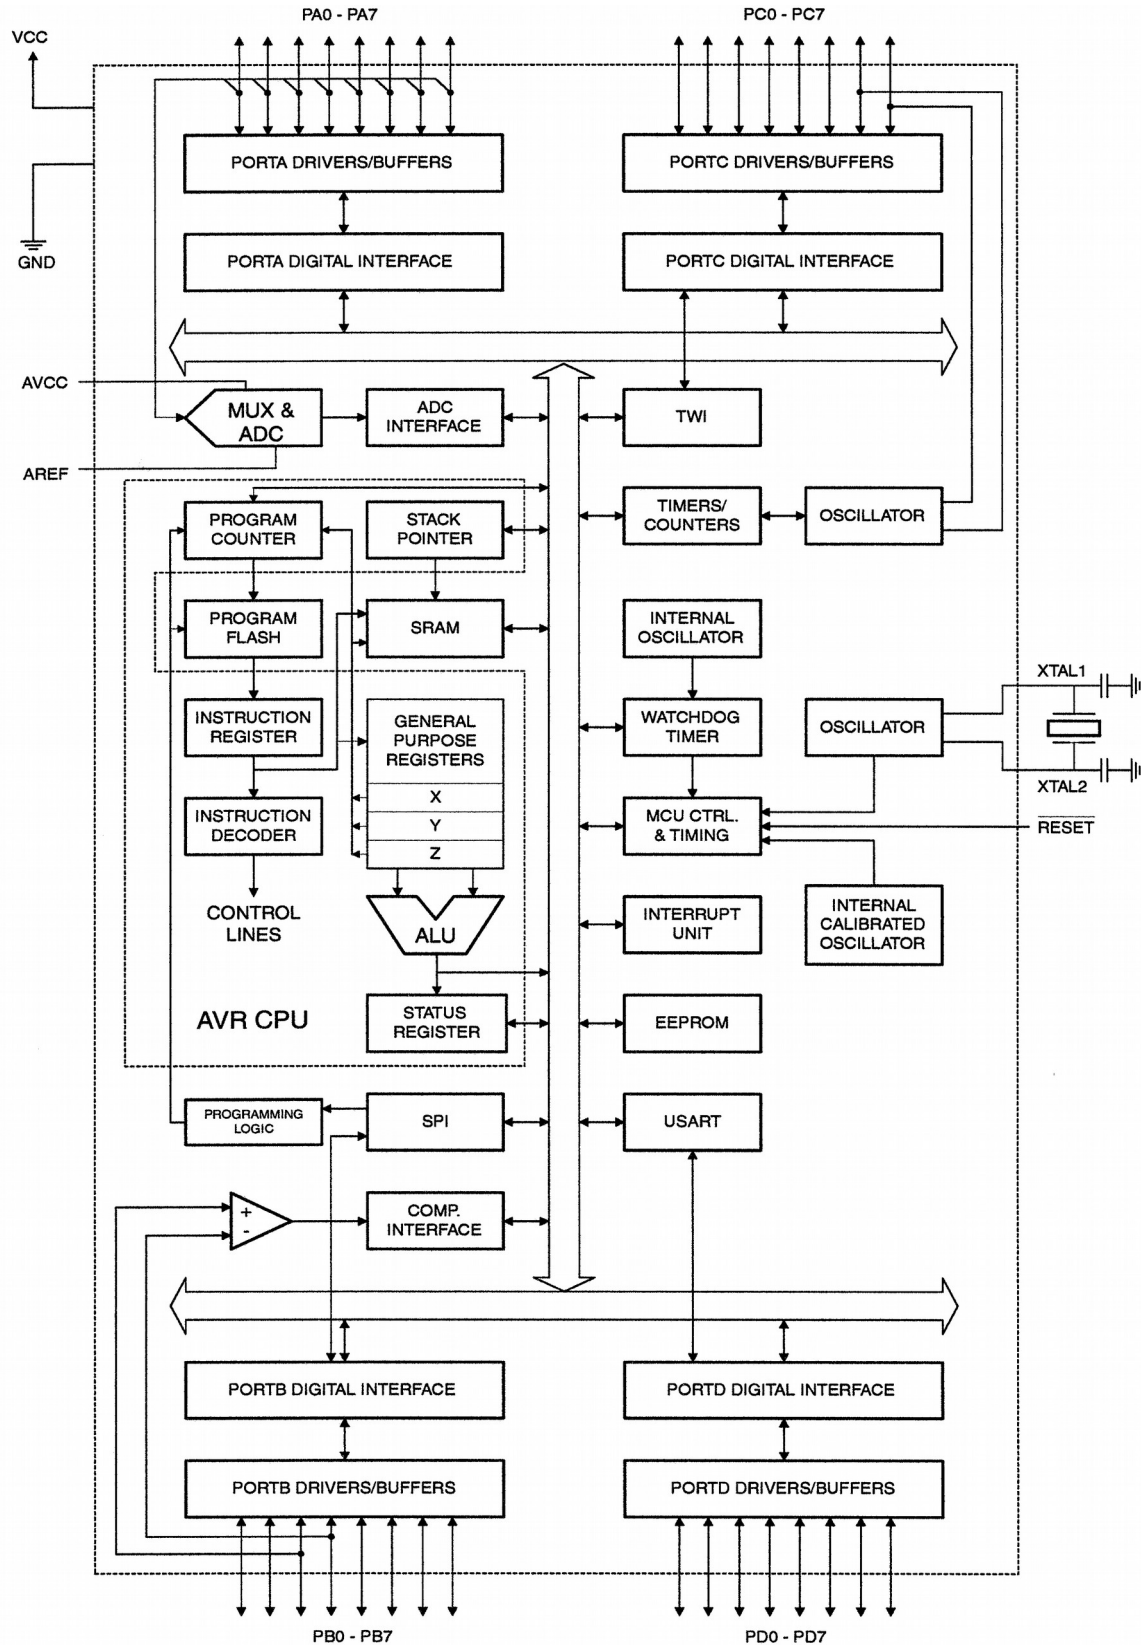 PA0 - PA7
PC0 - PC7
VCC
PORTA DRIVERS/BUFFERS
PORTC DRIVERS/BUFFERS
GND
PORTA DIGITAL INTERFACE
PORTC DIGITAL INTERFACE
AVCC
MUX &
ADC
ADC
INTERFACE
TWI
AREF
PROGRAM
COUNTER
STACK
POINTER
TIMERS/
COUNTERS
OSCILLATOR
PROGRAM
FLASH
SRAM
INTERNAL
OSCILLATOR
XTAL1
INSTRUCTION
REGISTER
GENERAL
PURPOSE
REGISTERS
WATCHDOG
TIMER
OSCILLATOR
XTAL2
X
INSTRUCTION
DECODER
Y
MCU CTRL.
& TIMING
RESET
Z
CONTROL
LINES
ALU
INTERRUPT
UNIT
INTERNAL
CALIBRATED
OSCILLATOR
AVR CPU
STATUS
REGISTER
EEPROM
PROGRAMMING
LOGIC
SPI
USART
+
-
COMP.
INTERFACE
PORTB DIGITAL INTERFACE
PORTD DIGITAL INTERFACE
PORTB DRIVERS/BUFFERS
PORTD DRIVERS/BUFFERS
PB0 - PB7
PD0 - PD7